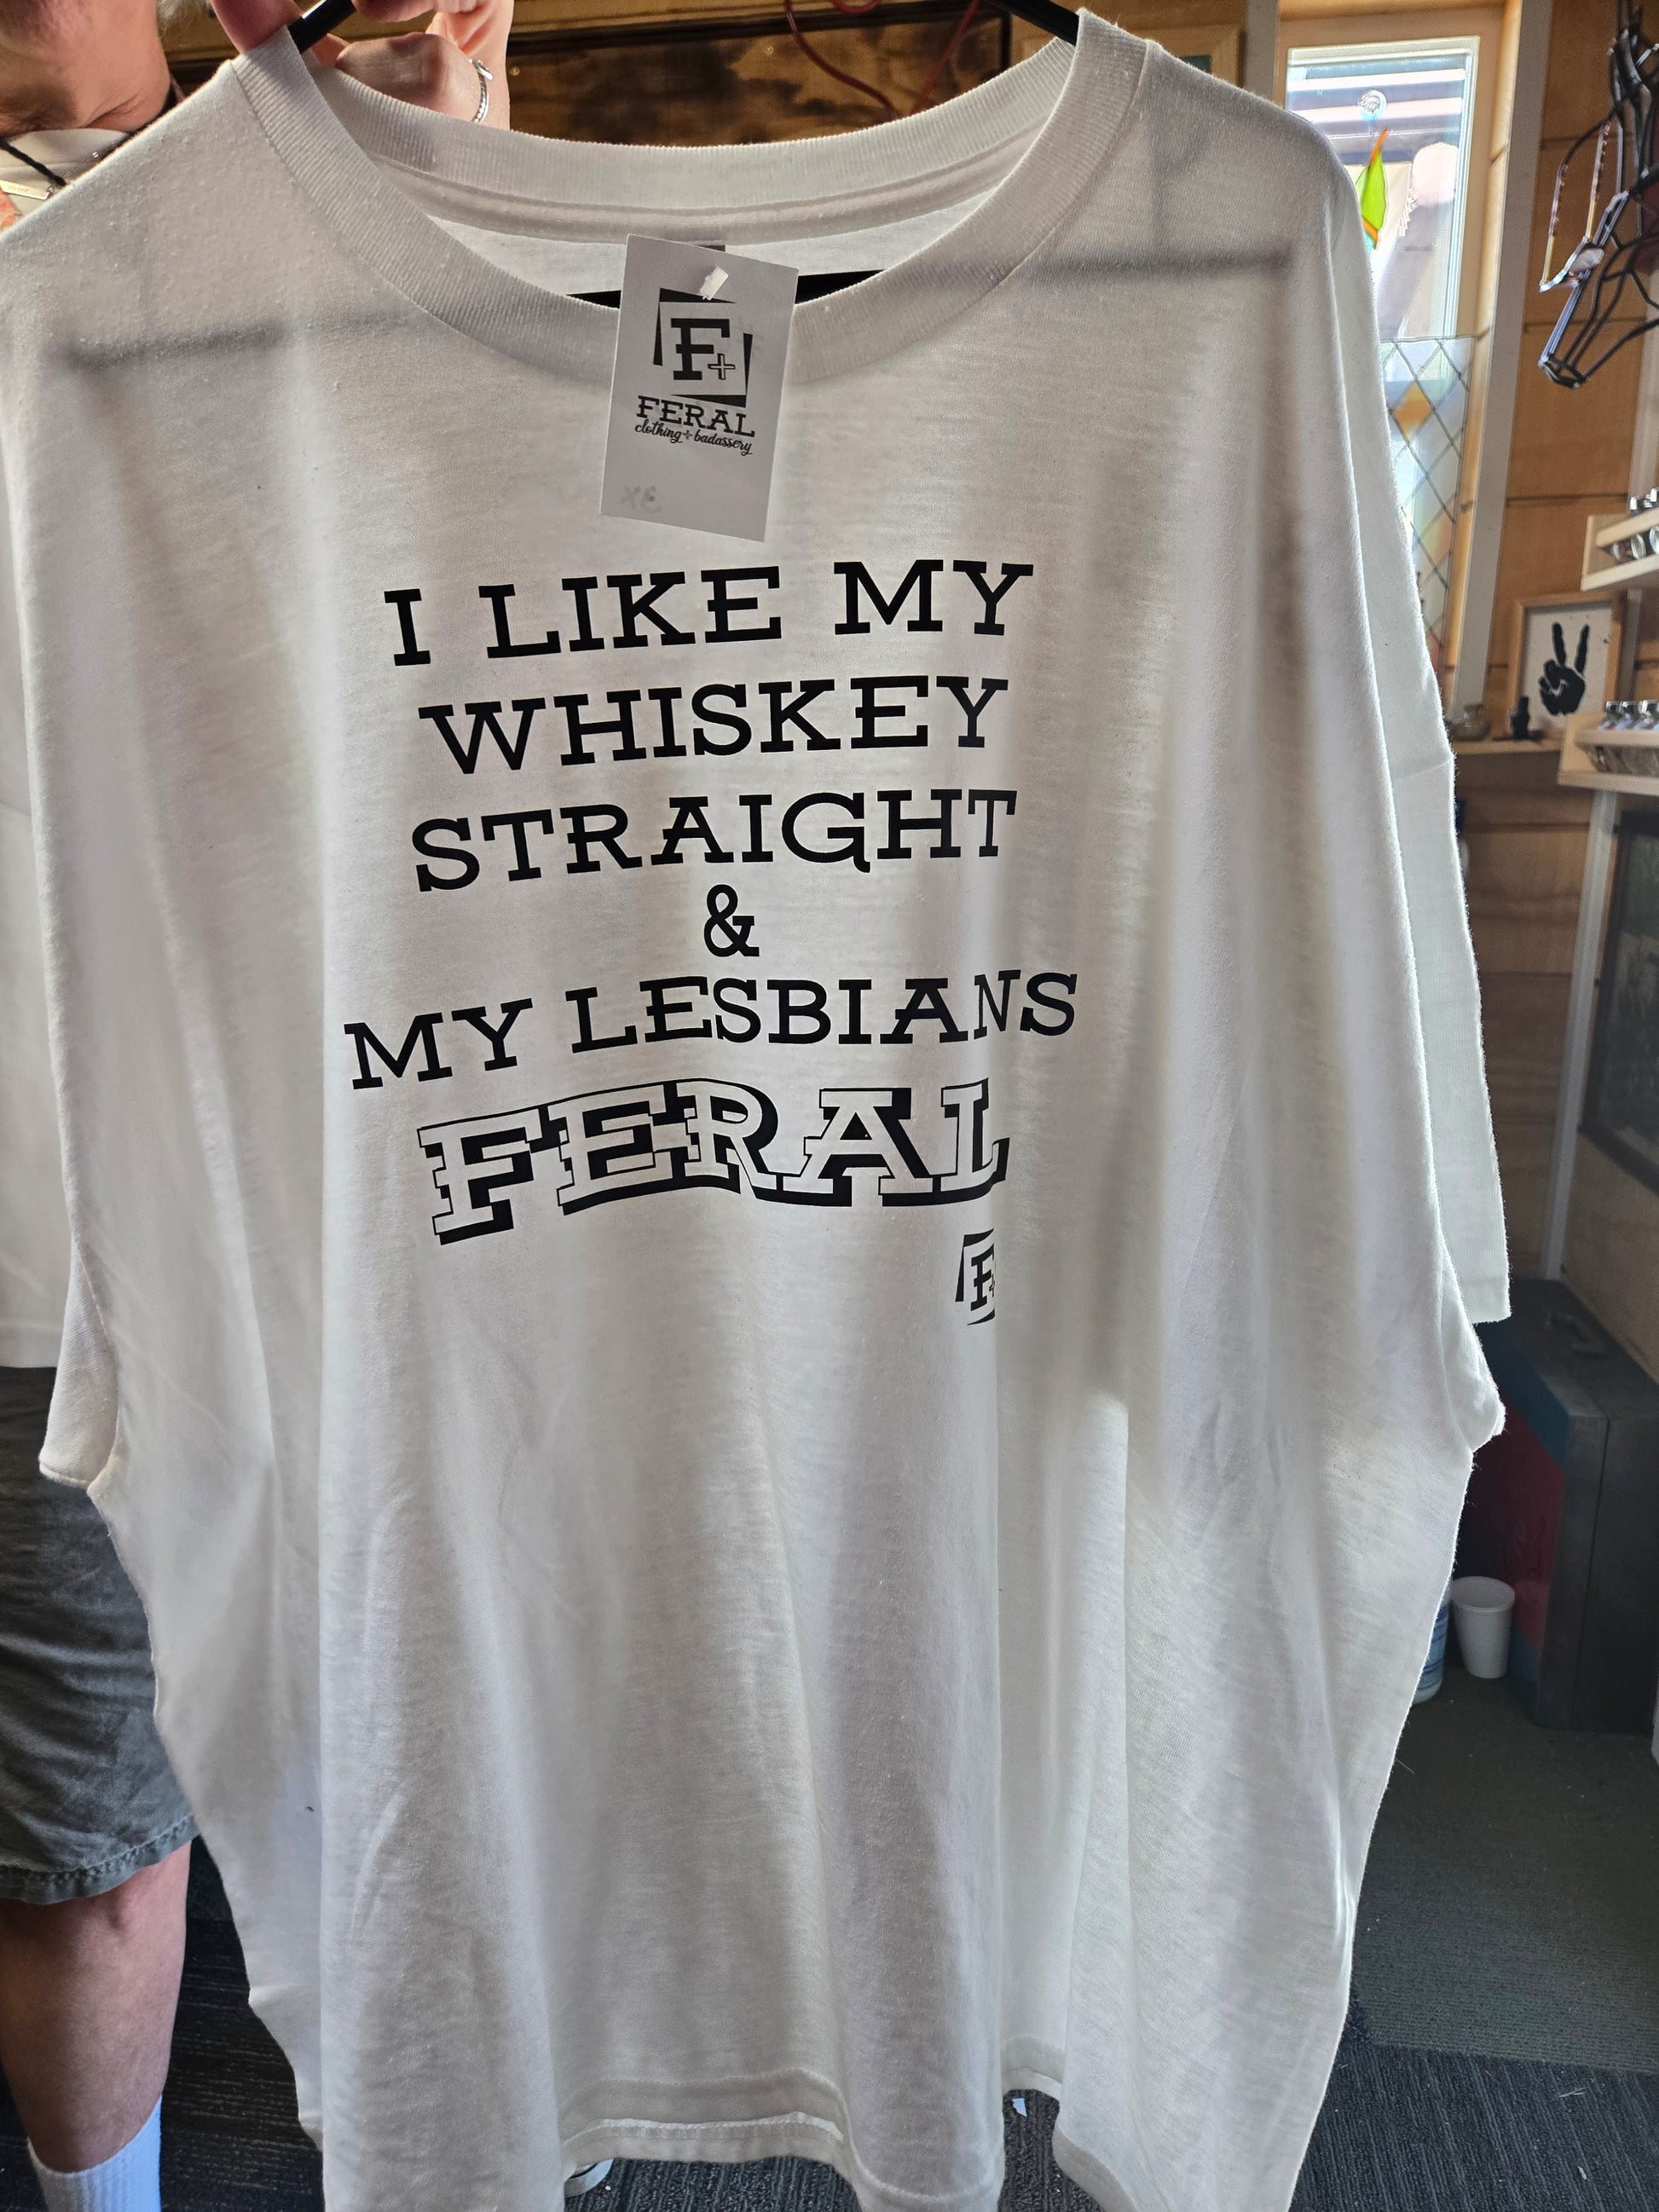 F+
FERAL
clothing+badassery
I LIKE MY
WHISKEY
STRAIGHT
&
MY LESBIANS
FERAL